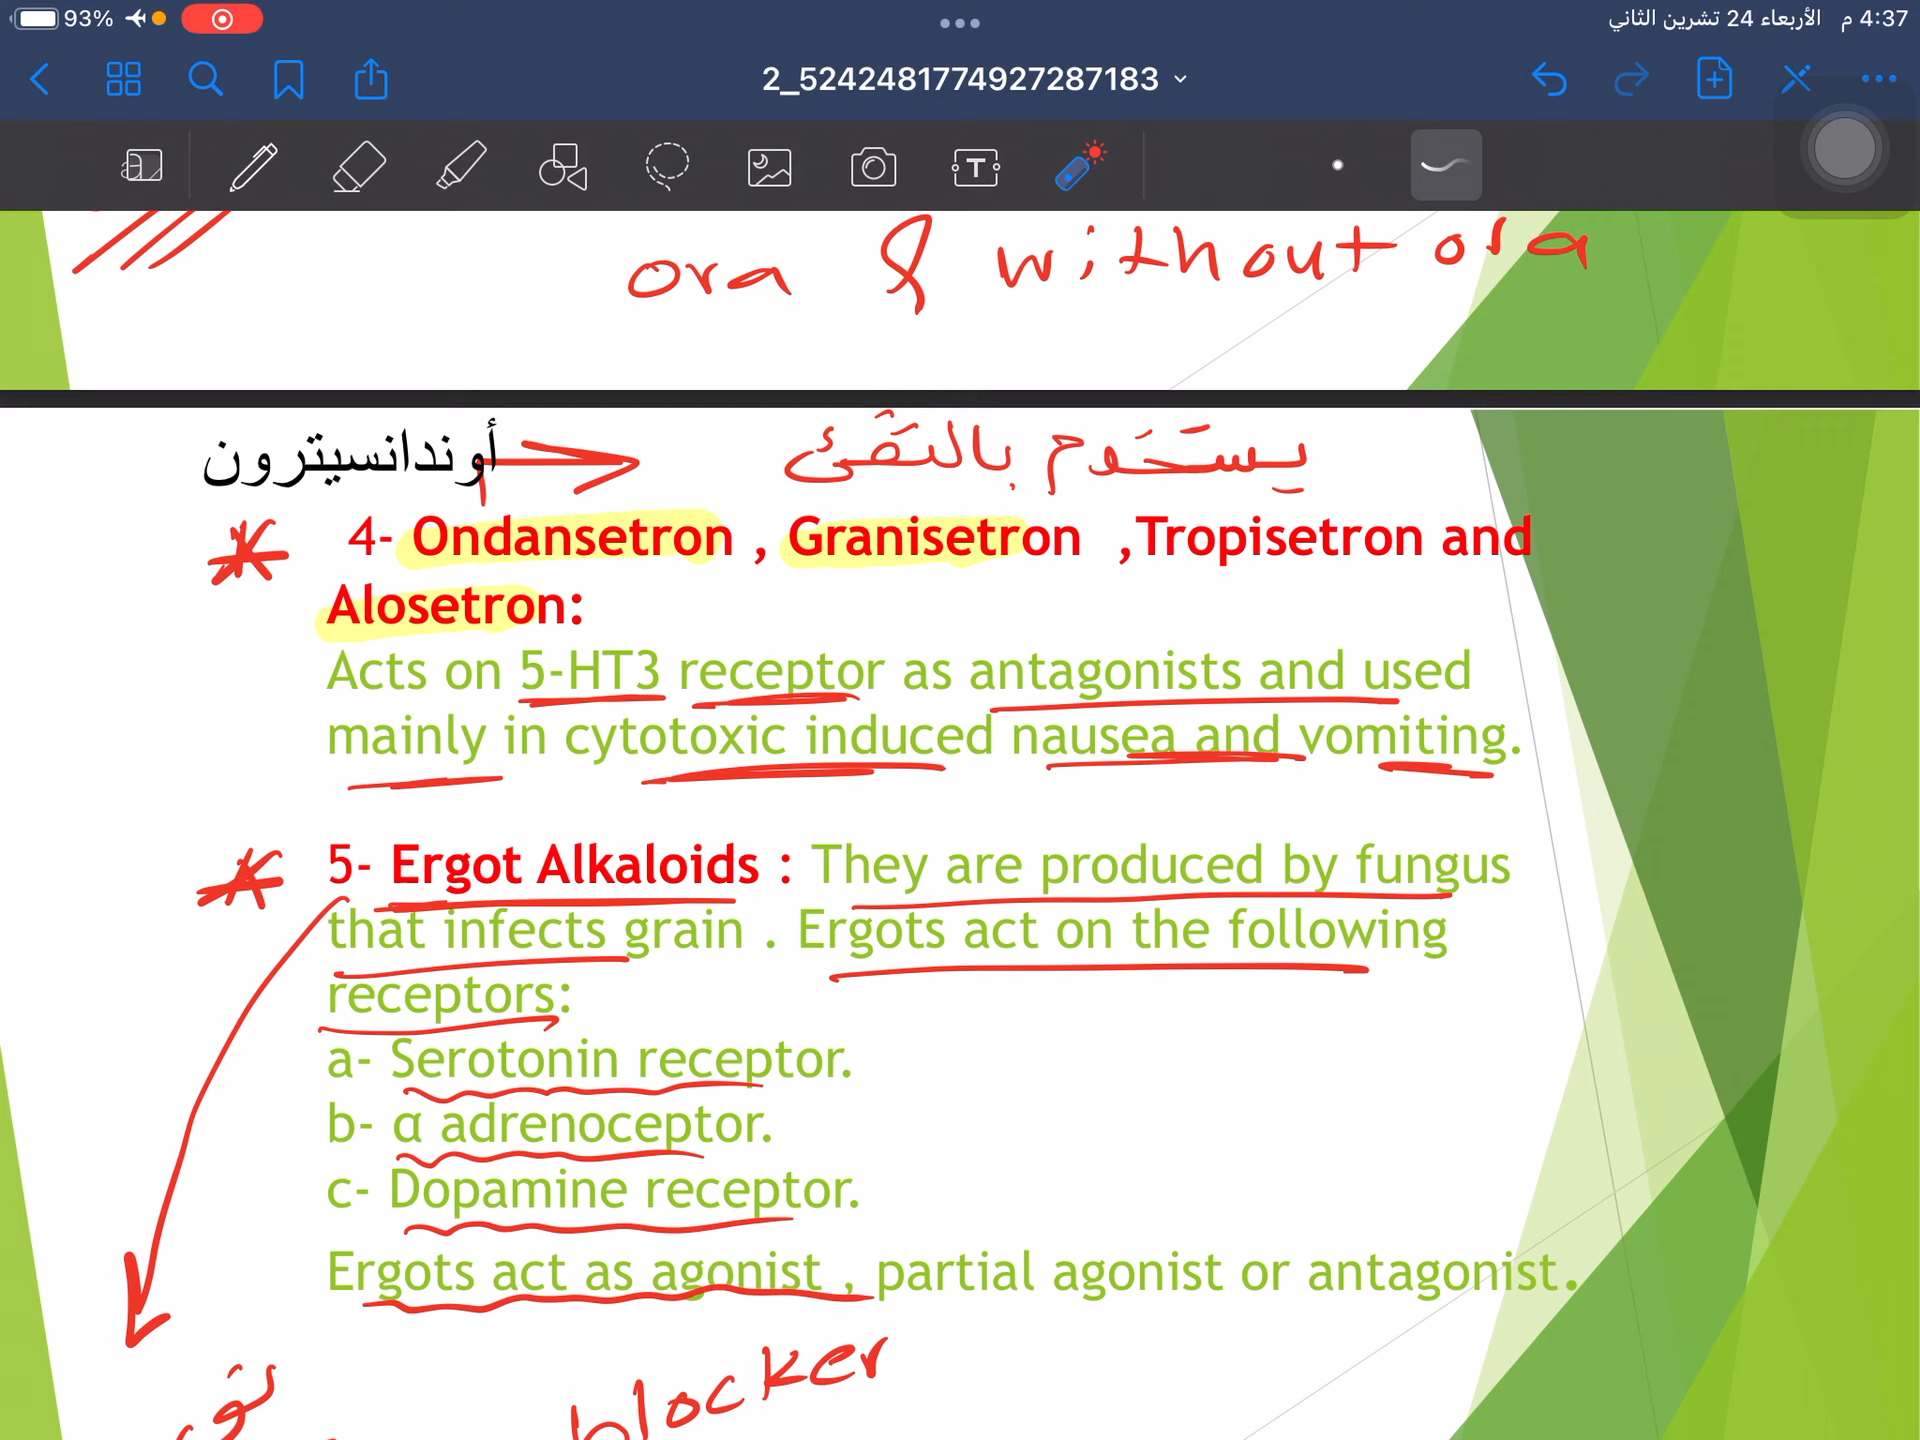 93%
4:37 م الأربعاء 24 تشرين الثاني
2_5242481774927287183
ora & without ora
أوندانسيترون
بالتقئ
4- Ondansetron , Granisetron ,Tropisetron and
Alosetron:
Acts on 5-HT3 receptor as antagonists and used
mainly in cytotoxic induced nausea and vomiting.
5- Ergot Alkaloids : They are produced by fungus
that infects grain . Ergots act on the following
receptors:
a- Serotonin receptor.
b- α adrenoceptor.
c- Dopamine receptor.
Ergots act as agonist , partial agonist or antagonist.
blocker